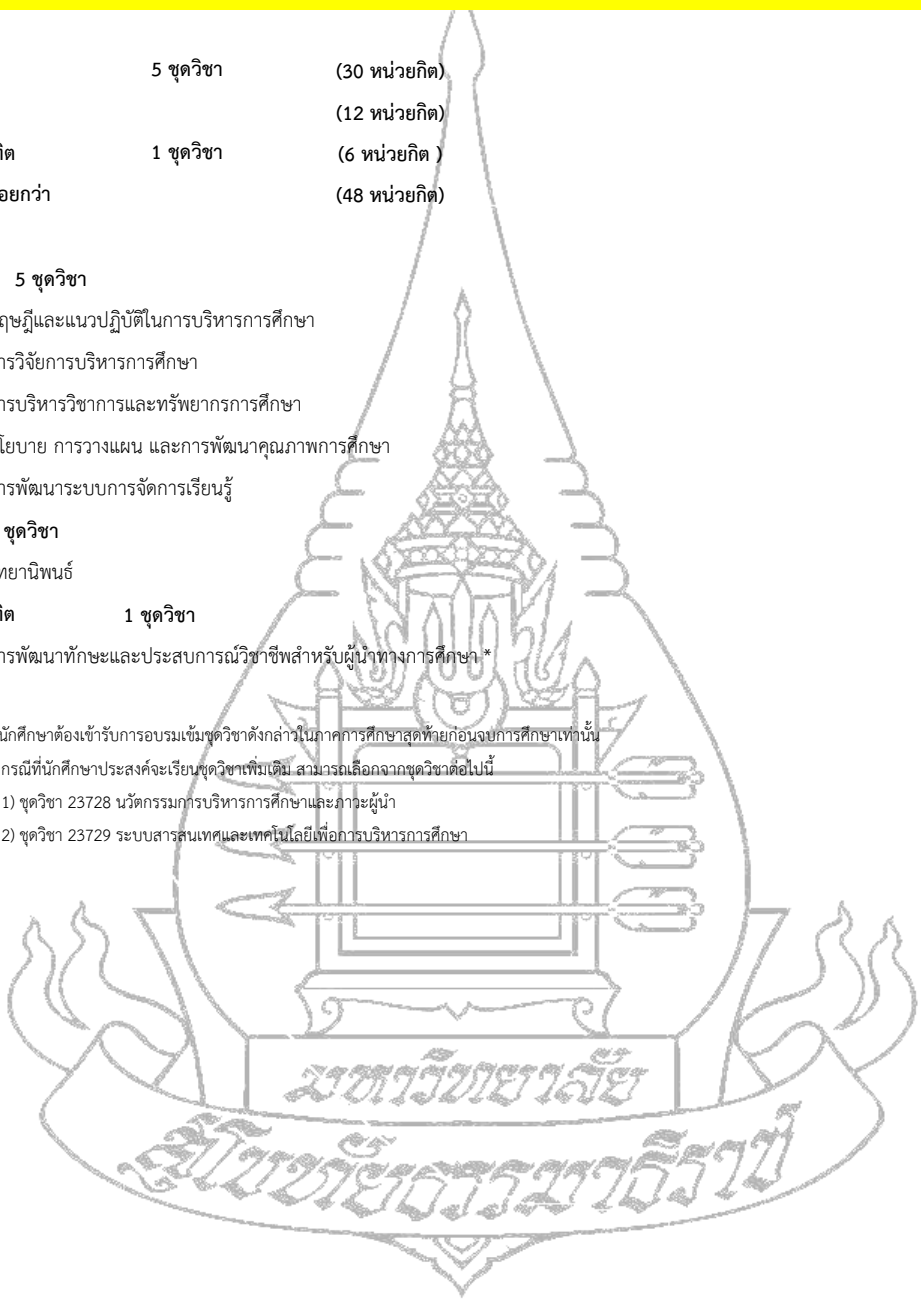 5 ชุดวิชา (30 หน่วยกิต)
(12 หน่วยกิต)
1 ชุดวิชา (6 หน่วยกิต )
อยกว่า (48 หน่วยกิต)
5 ชุดวิชา
ฤษฎีและแนวปฏิบัติในการบริหารการศึกษา
ารวิจัยการบริหารการศึกษา
ารบริหารวิชาการและทรัพยากรการศึกษา
โยบาย การวางแผน และการพัฒนาคุณภาพการศึกษา
ารพัฒนาระบบการจัดการเรียนรู้
ชุดวิชา
ทยานิพนธ์
1 ชุดวิชา
ารพัฒนาทักษะและประสบการณ์วิชาชีพสำหรับผู้นำทางการศึกษา *
นักศึกษาต้องเข้ารับการอบรมเข้มชุดวิชาดังกล่าวในภาคการศึกษาสุดท้ายก่อนจบการศึกษาเท่านั้น
กรณีที่นักศึกษาประสงค์จะเรียนชุดวิชาเพิ่มเติม สามารถเลือกจากชุดวิชาต่อไปนี้
1) ชุดวิชา 23728 นวัตกรรมการบริหารการศึกษาและภาวะผู้นำ
2) ชุดวิชา 23729 ระบบสารสนเทศและเทคโนโลยีเพื่อการบริหารการศึกษา
มหาวิทยาลัย
สุโขทัยธรรมาธิราช